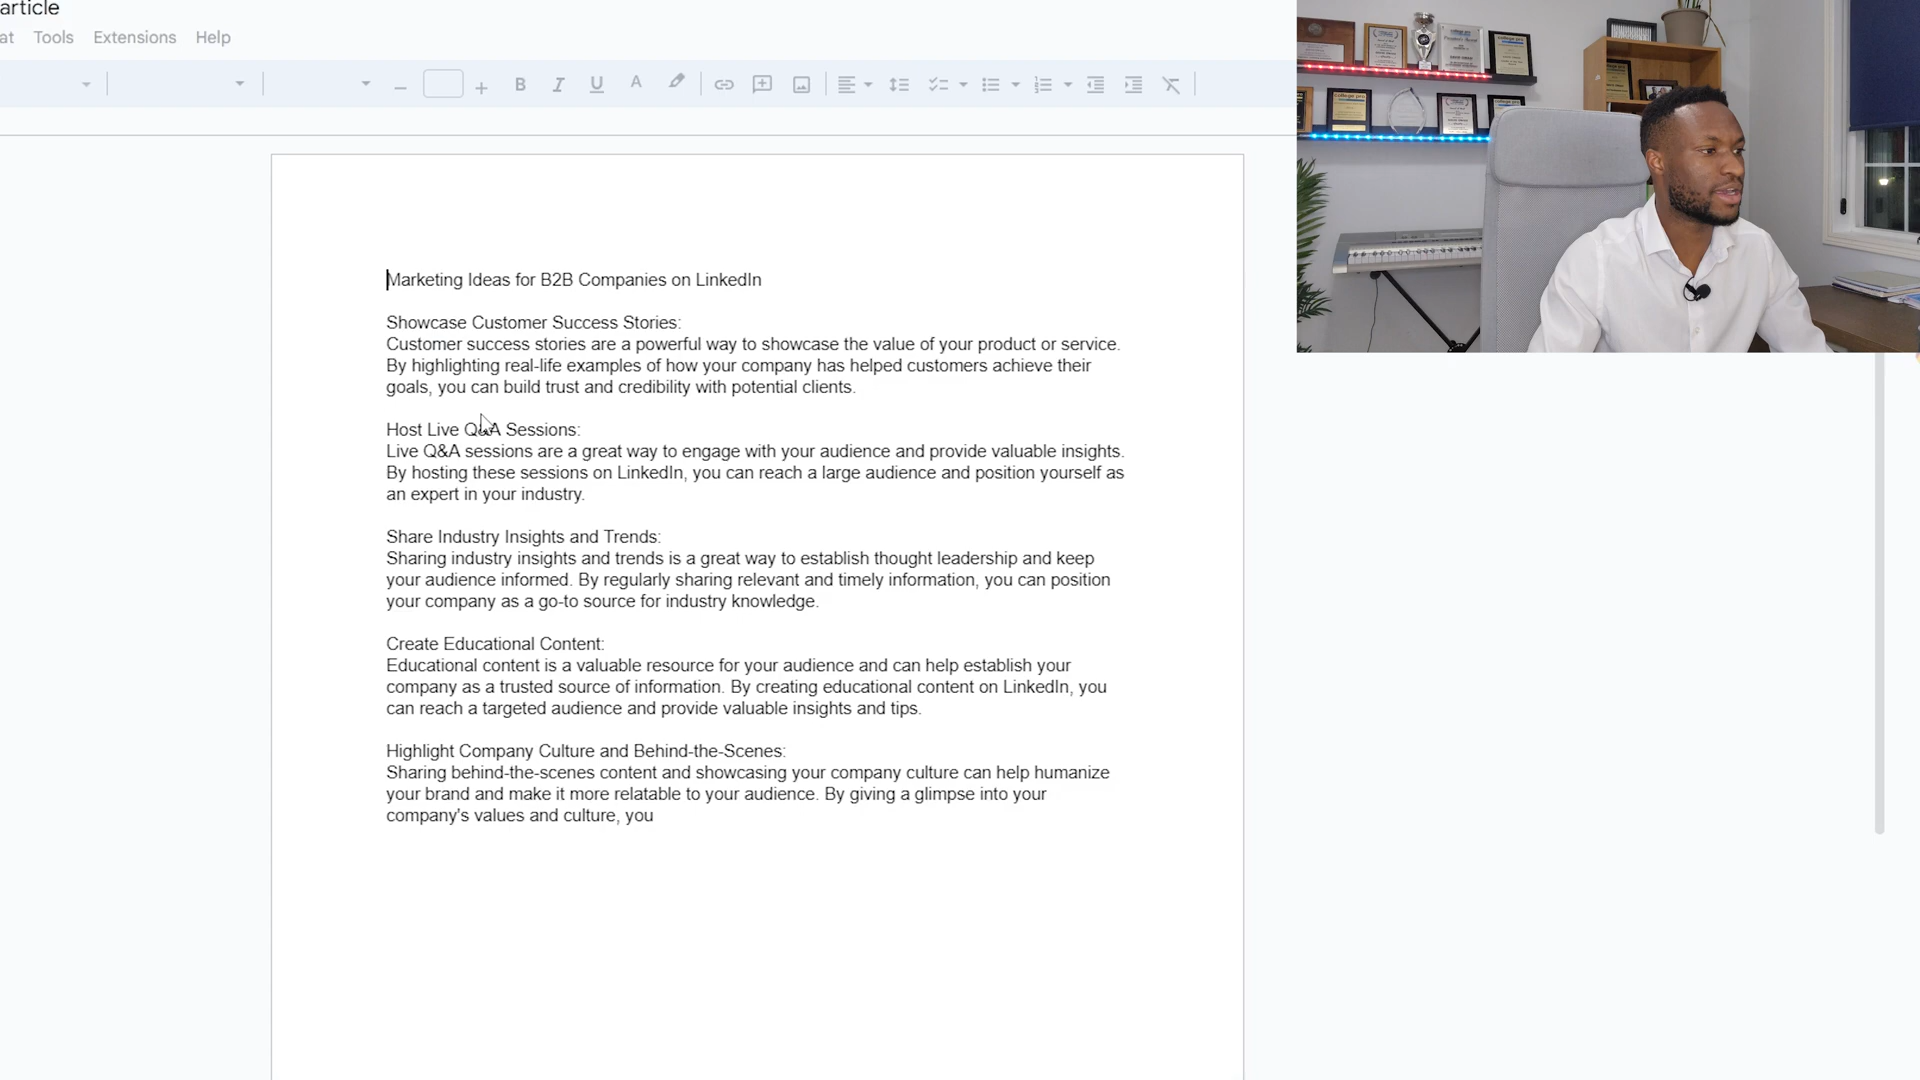 article
at Tools Extensions Help
Marketing Ideas for B2B Companies on LinkedIn
Showcase Customer Success Stories:
Customer success stories are a powerful way to showcase the value of your product or service.
By highlighting real-life examples of how your company has helped customers achieve their
goals, you can build trust and credibility with potential clients.
Host Live Q&A Sessions:
Live Q&A sessions are a great way to engage with your audience and provide valuable insights.
By hosting these sessions on LinkedIn, you can reach a large audience and position yourself as
an expert in your industry.
Share Industry Insights and Trends:
Sharing industry insights and trends is a great way to establish thought leadership and keep
your audience informed. By regularly sharing relevant and timely information, you can position
your company as a go-to source for industry knowledge.
Create Educational Content:
Educational content is a valuable resource for your audience and can help establish your
company as a trusted source of information. By creating educational content on LinkedIn, you
can reach a targeted audience and provide valuable insights and tips.
Highlight Company Culture and Behind-the-Scenes:
Sharing behind-the-scenes content and showcasing your company culture can help humanize
your brand and make it more relatable to your audience. By giving a glimpse into your
company's values and culture, you